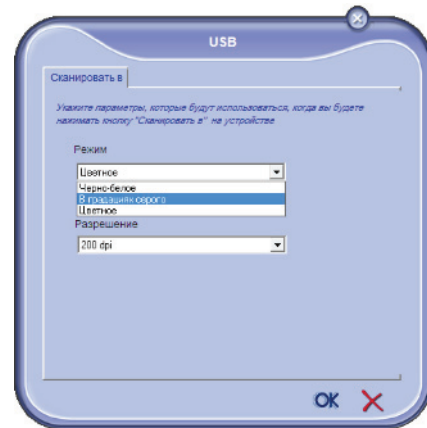 USB
Сканировать в
Укажите параметры, которые будут использоваться, когда вы будете
нажимать кнопку "Сканировать в" на устройстве
Режим
Цветное
Черно-белое
В градациях серого
Цветное
Разрешение
200 dpi
OK